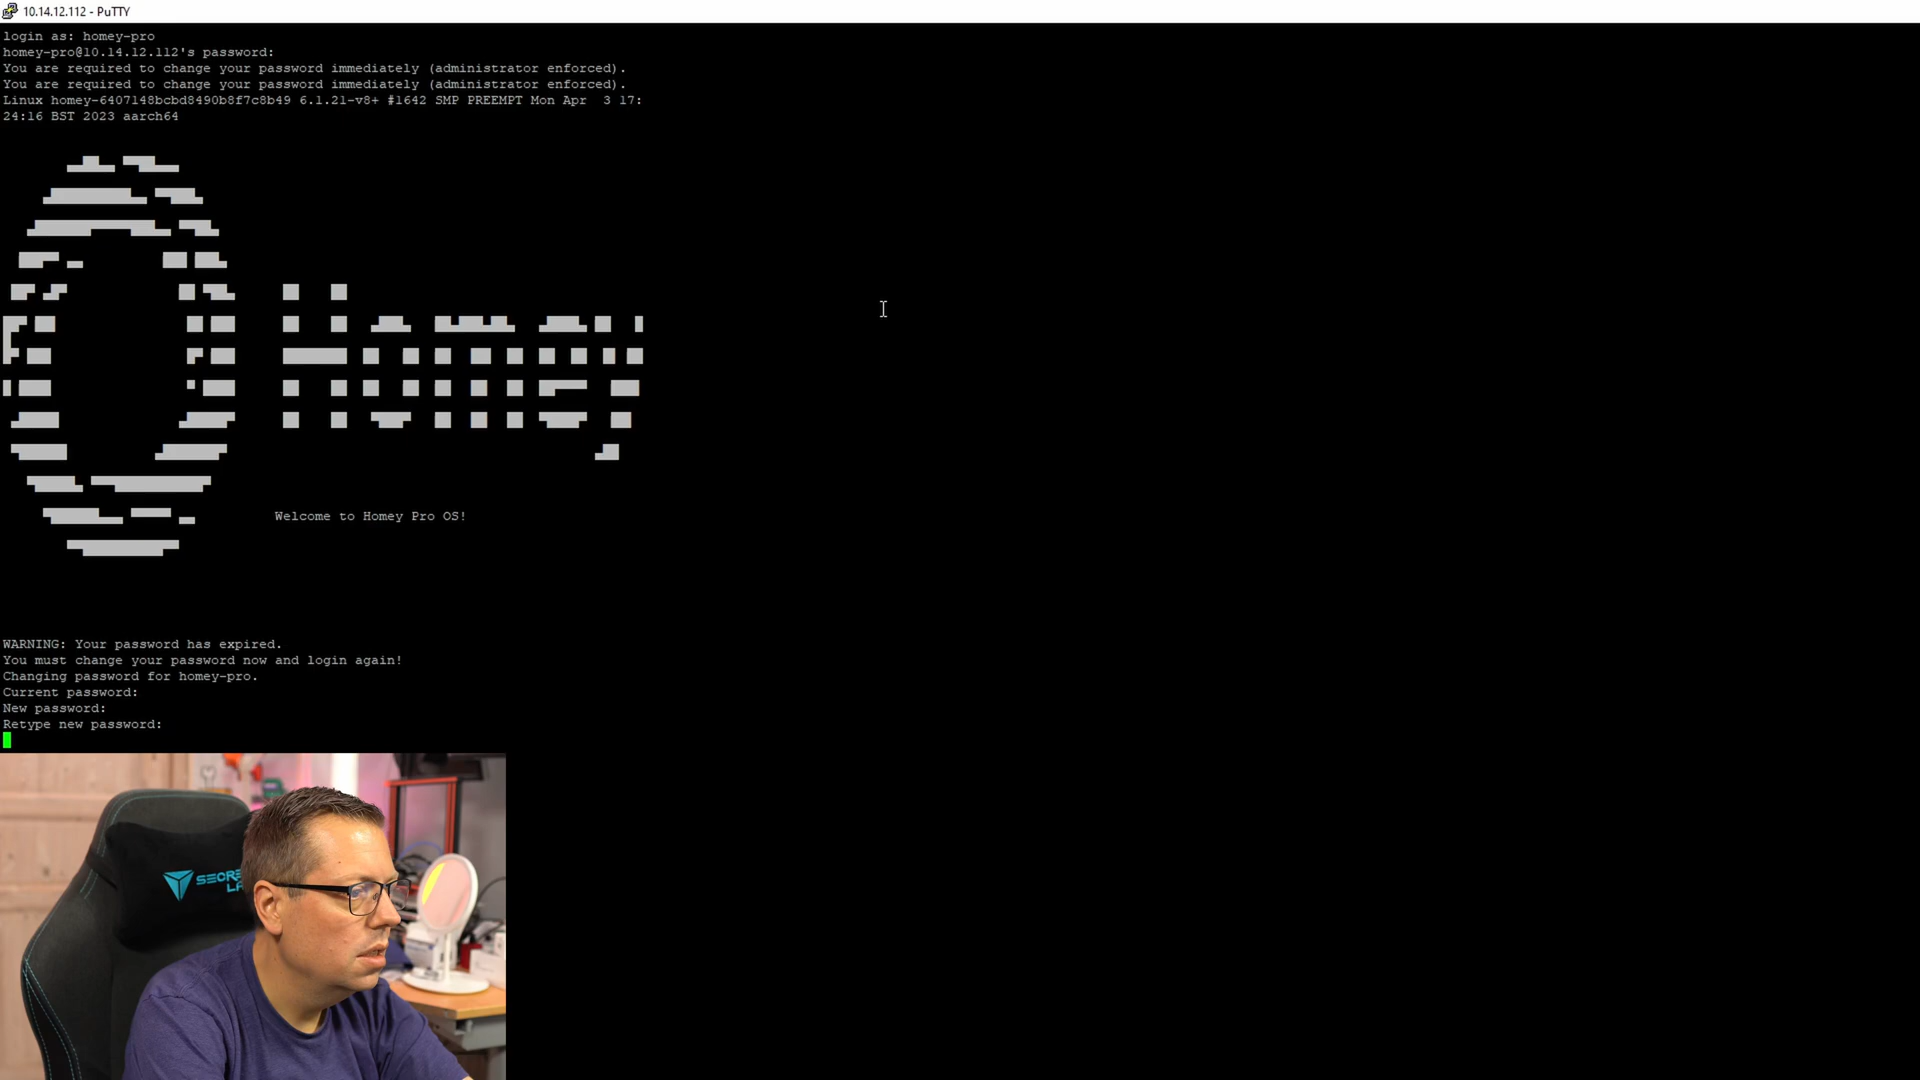 10.14.12.112 - PuTTY
login as: homey-pro
homey-pro@10.14.12.112's password:
You are required to change your password immediately (administrator enforced).
You are required to change your password immediately (administrator enforced).
Linux homey-6407148bcbd8490b8f7c8b49 6.1.21-v8+ #1642 SMP PREEMPT Mon Apr  3 17:
24:16 BST 2023 aarch64
Homey
Welcome to Homey Pro OS!
WARNING: Your password has expired.
You must change your password now and login again!
Changing password for homey-pro.
Current password:
New password:
Retype new password: